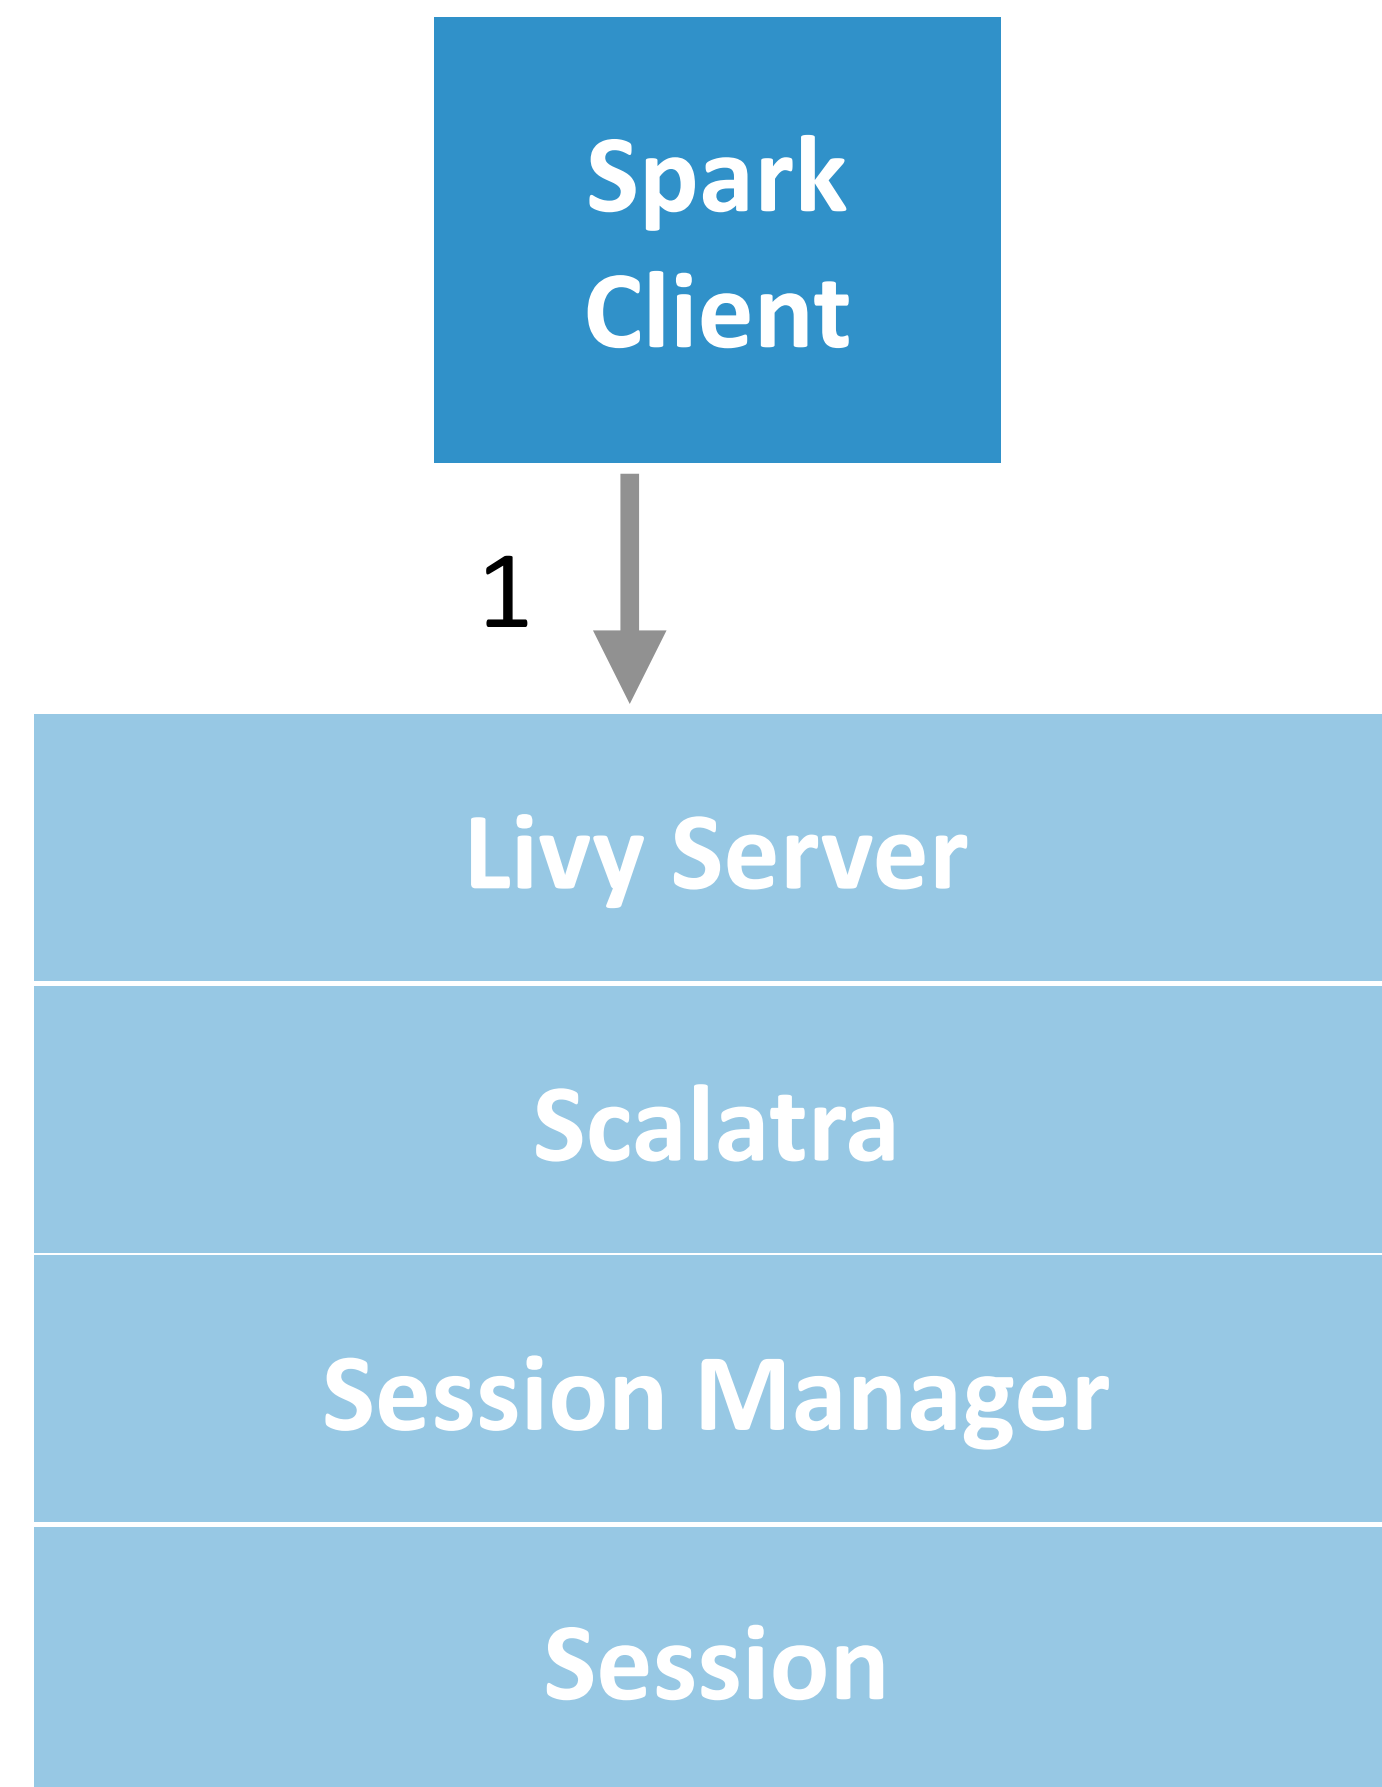 Spark
Client
1
Livy Server
Scalatra
Session Manager
Session